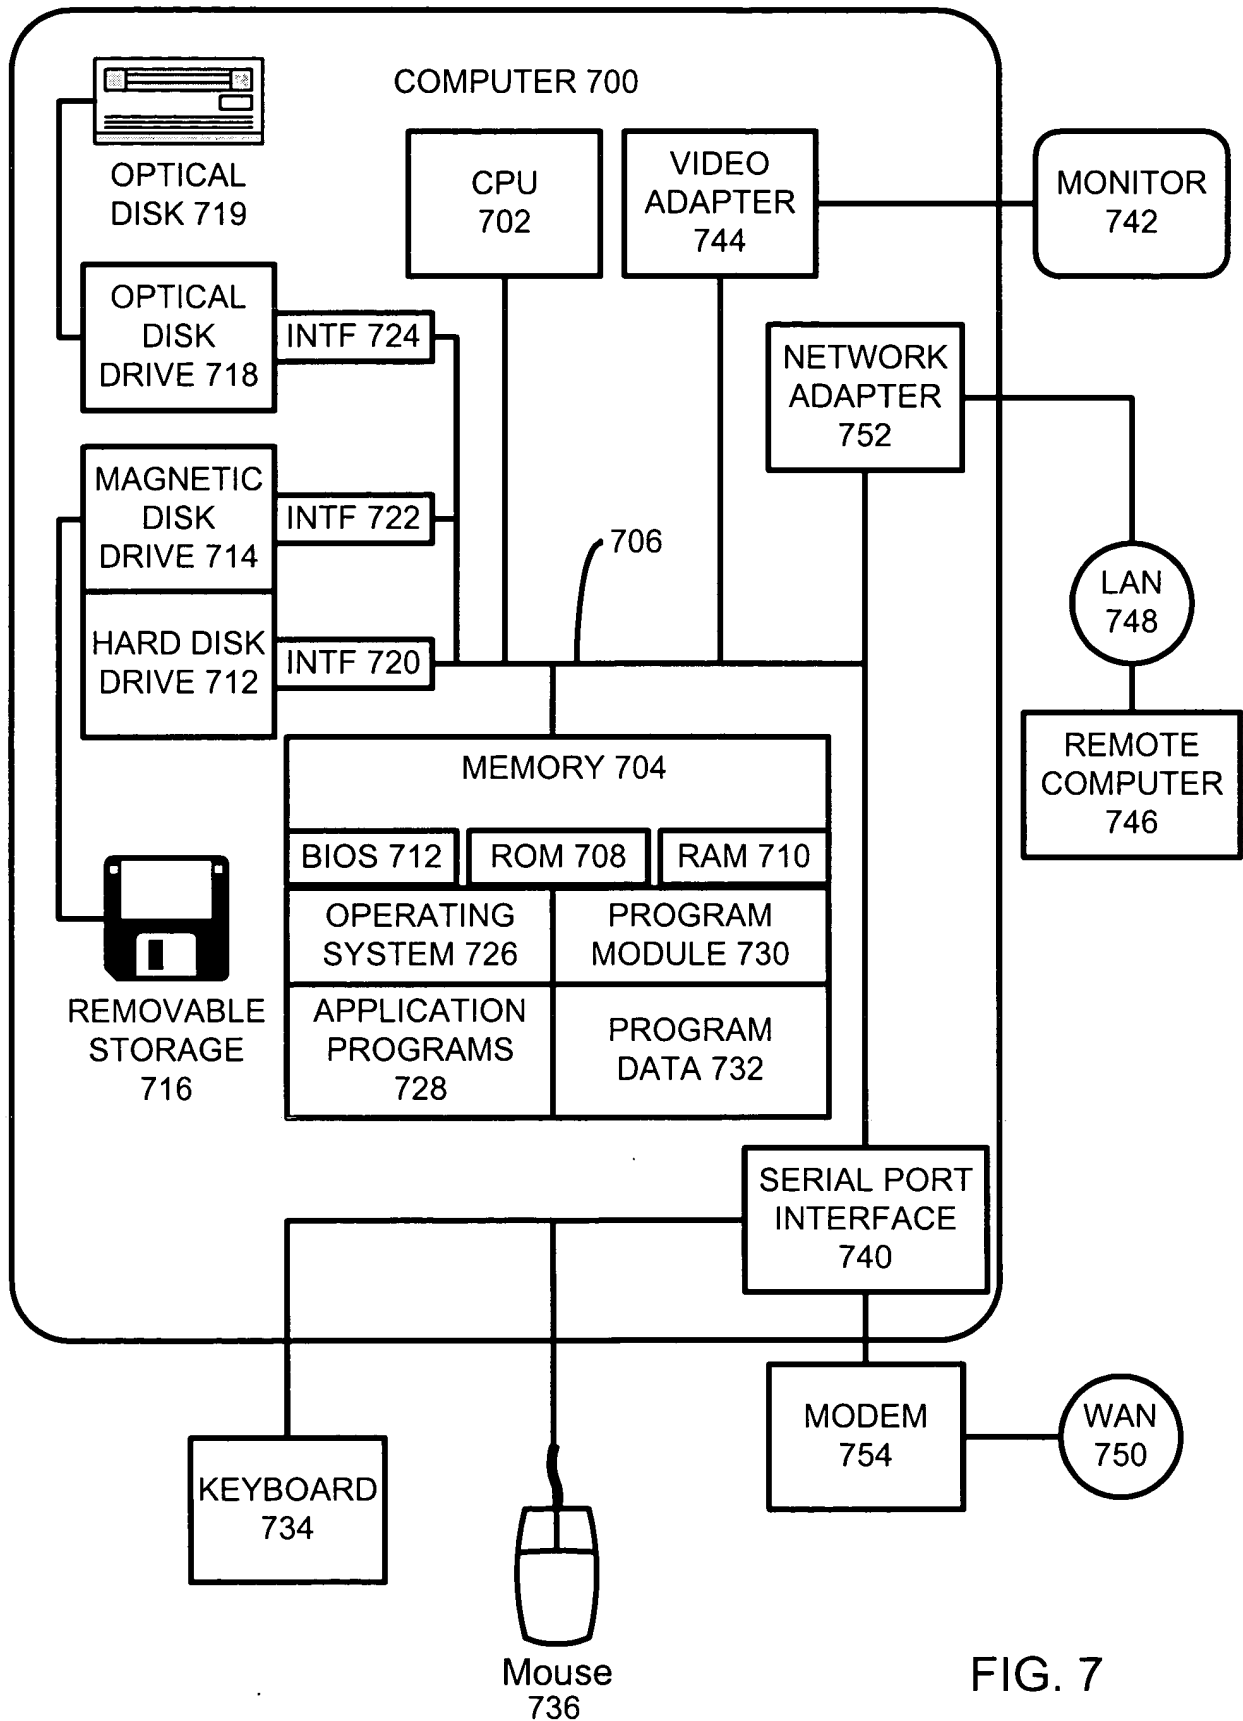 COMPUTER 700
OPTICAL
DISK 719
CPU
702
VIDEO
ADAPTER
744
MONITOR
742
OPTICAL
DISK
DRIVE 718
INTF 724
NETWORK
ADAPTER
752
MAGNETIC
DISK
DRIVE 714
INTF 722
706
LAN
748
HARD DISK
DRIVE 712
INTF 720
REMOTE
COMPUTER
746
MEMORY 704
BIOS 712
ROM 708
RAM 710
OPERATING
SYSTEM 726
PROGRAM
MODULE 730
APPLICATION
PROGRAMS
728
PROGRAM
DATA 732
REMOVABLE
STORAGE
716
SERIAL PORT
INTERFACE
740
MODEM
754
WAN
750
KEYBOARD
734
Mouse
736
FIG. 7